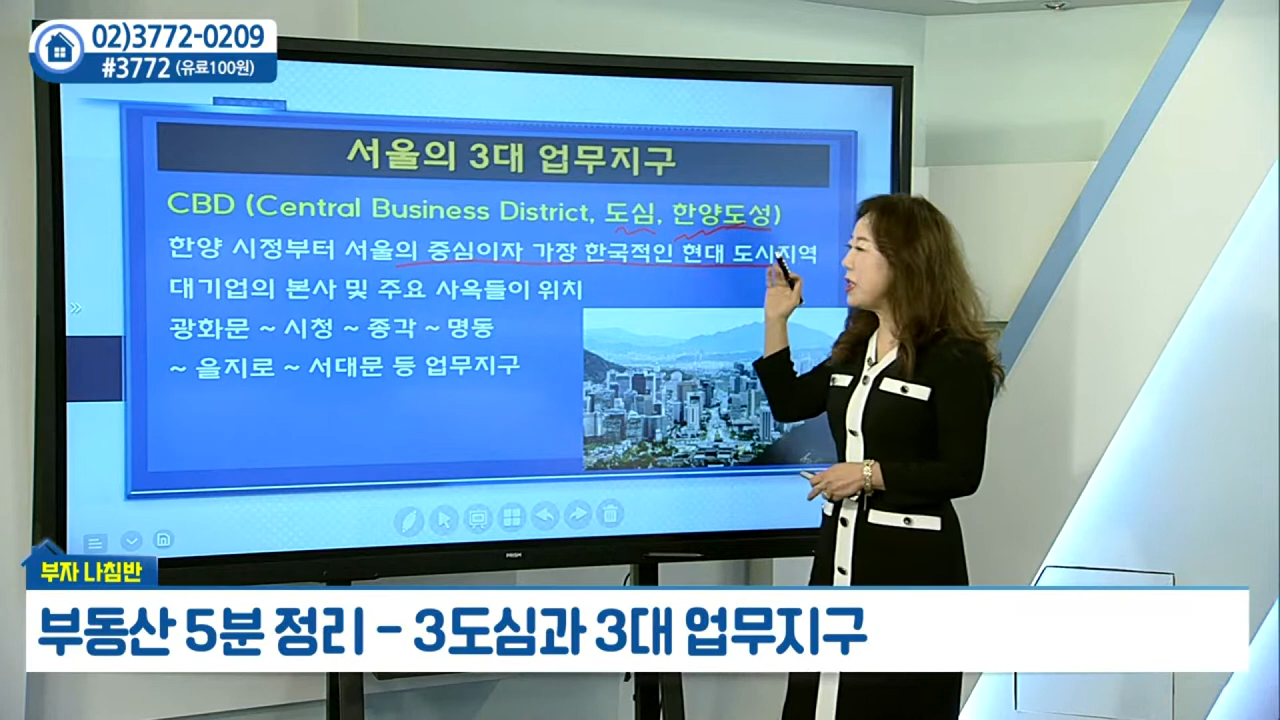 02)3772-0209
#3772 (유료100원)
서울의 3대 업무지구
CBD (Central Business District, 도심, 한양도성)
한양 시정부터 서울의 중심이자 가장 한국적인 현대 도시지역
대기업의 본사 및 주요 사옥들이 위치
광화문 ~ 시청 ~ 종각 ~ 명동
~ 을지로 ~ 서대문 등 업무지구
PRISM
부자 나침반
부동산 5분 정리 - 3도심과 3대 업무지구